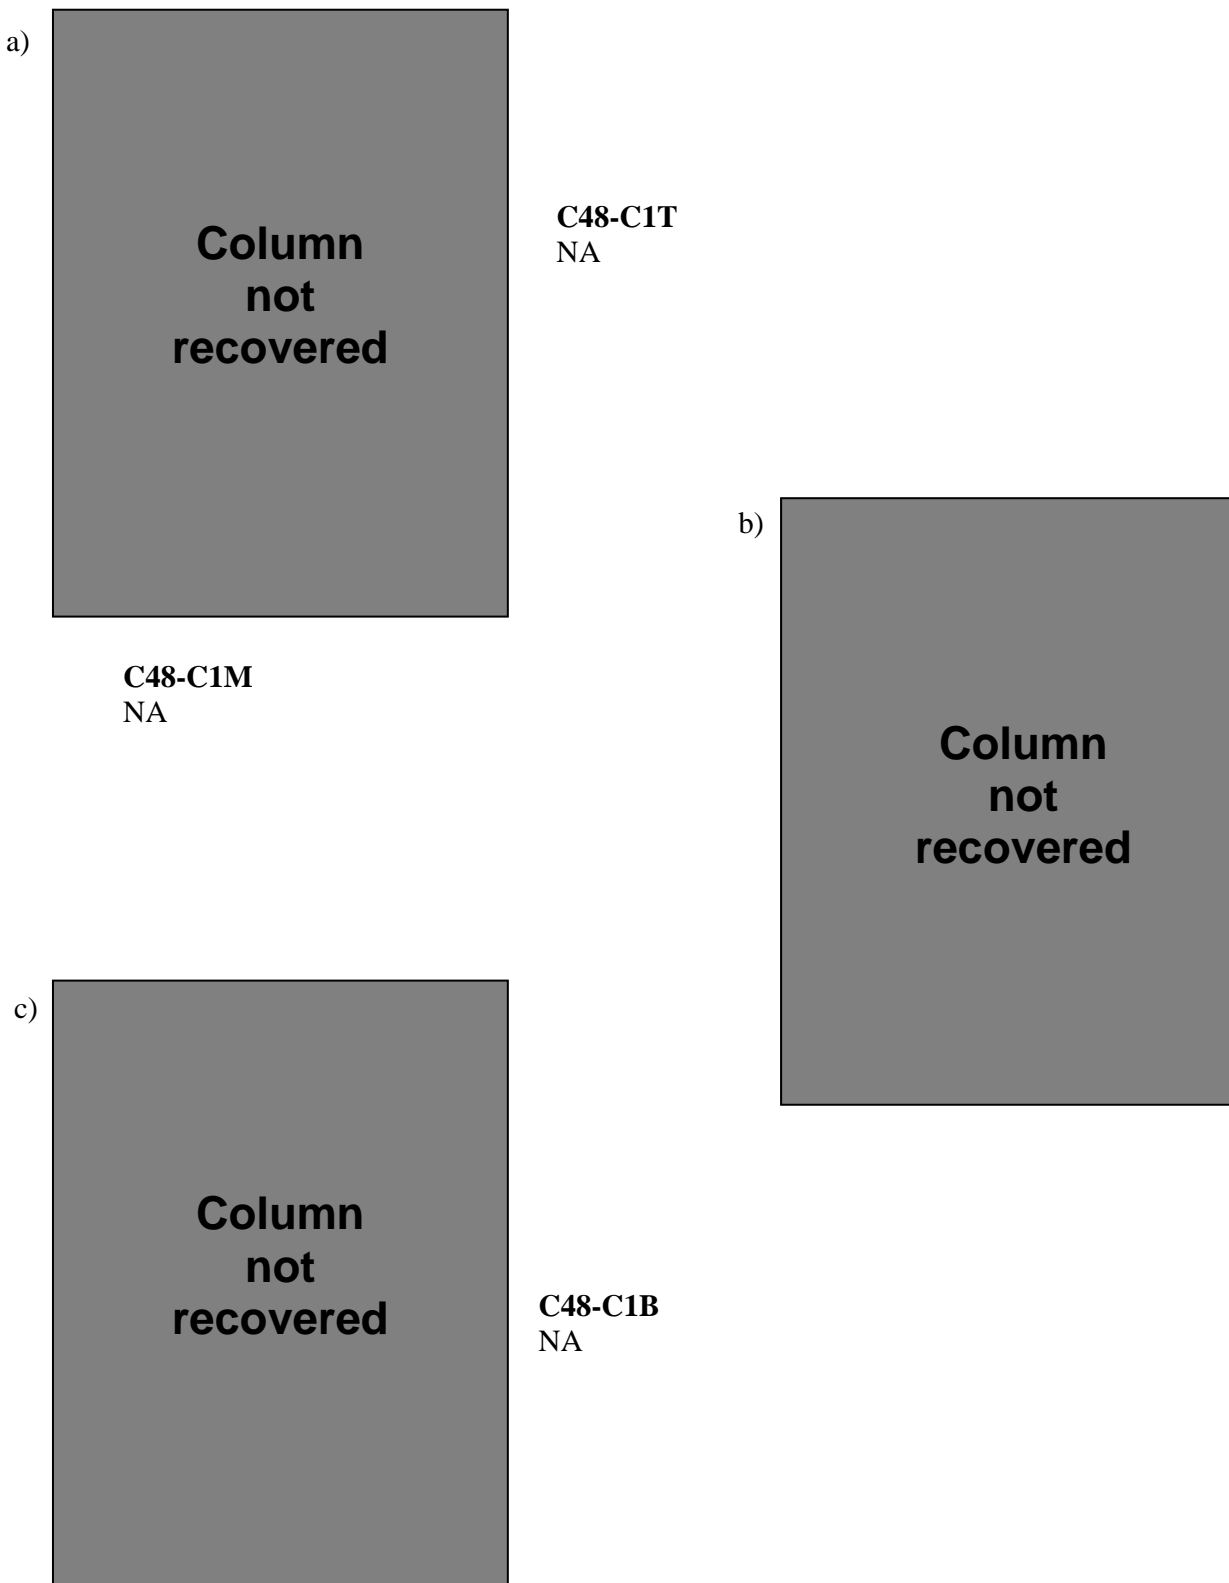 a)
Column
not
recovered
C48-C1T
NA
b)
Column
not
recovered
C48-C1M
NA
c)
Column
not
recovered
C48-C1B
NA